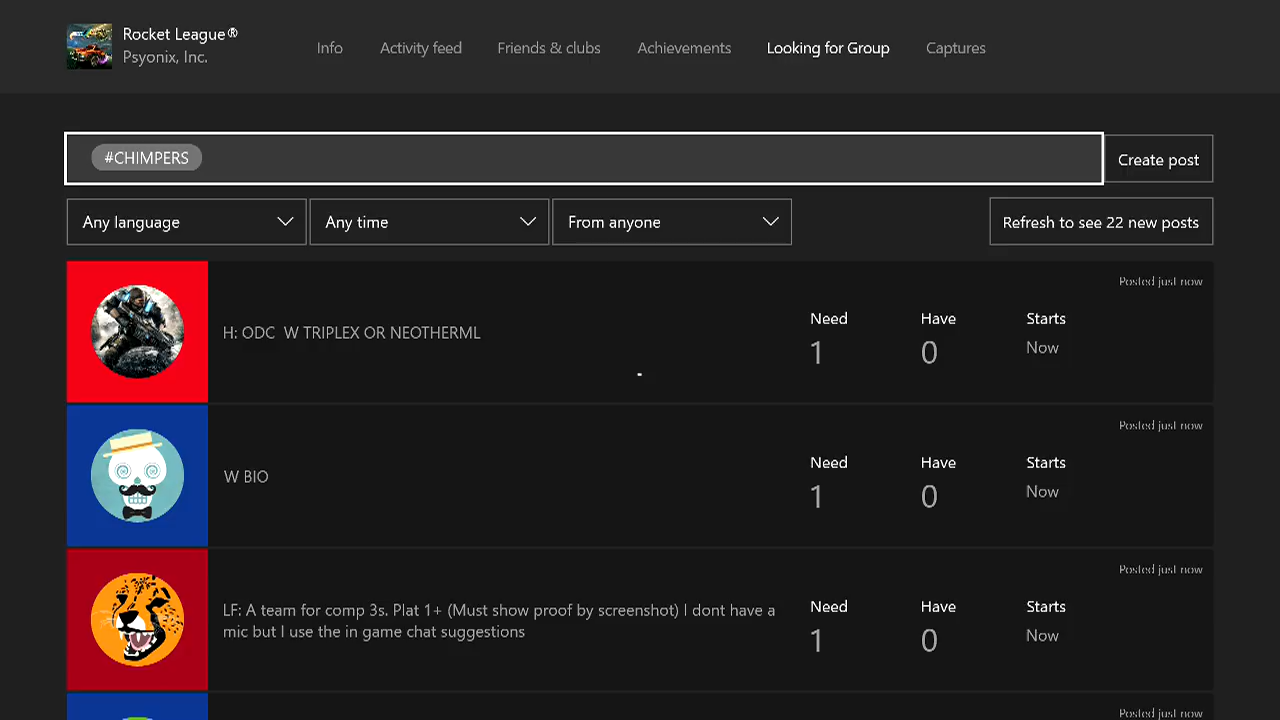 Rocket League®
Psyonix, Inc.
Info
Activity feed
Friends & clubs
Achievements
Looking for Group
Captures
#CHIMPERS
Create post
Any language
Any time
From anyone
Refresh to see 22 new posts
Posted just now
H: ODC  W TRIPLEX OR NEOTHERML
Need
Have
Starts
1
0
Now
Posted just now
W BIO
Need
Have
Starts
1
0
Now
Posted just now
LF: A team for comp 3s. Plat 1+ (Must show proof by screenshot) I dont have a
mic but I use the in game chat suggestions
Need
Have
Starts
1
0
Now
Posted just now